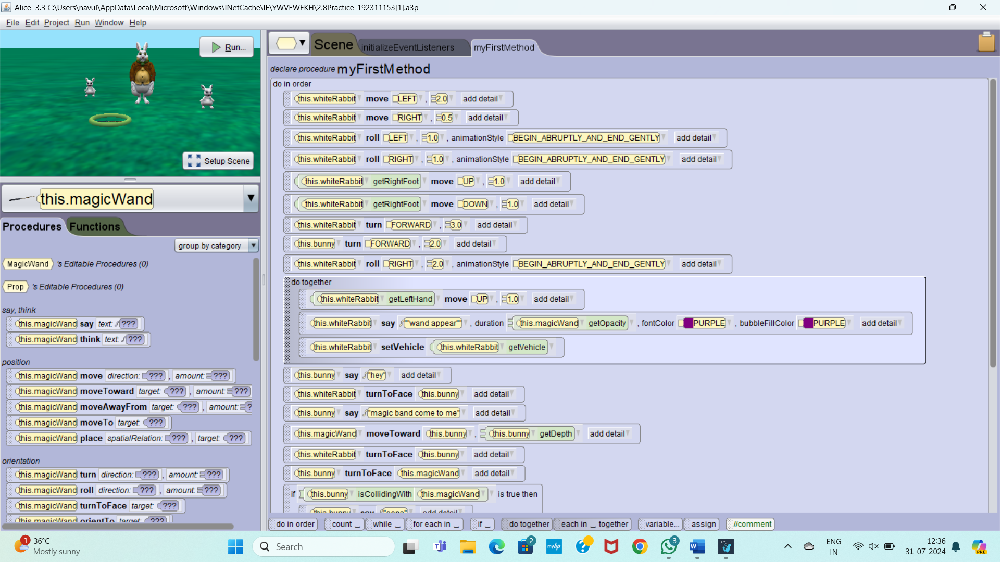 Alice 3.3 C:\Users\navul\AppData\Local\Microsoft\Windows\INetCache\IE\YWVEWEKH\2.8Practice_192311153[1].a3p
File Edit Project Run Window Help
Run...
Setup Scene
this.magicWand
Procedures Functions
group by category
MagicWand 's Editable Procedures (0)
Prop 's Editable Procedures (0)
say, think
this.magicWand say text: ???
this.magicWand think text: ???
position
this.magicWand move direction: ??? , amount: ???
this.magicWand moveToward target: ??? , amount: ???
this.magicWand moveAwayFrom target: ??? , amount: ?
this.magicWand moveTo target: ???
this.magicWand place spatialRelation: ??? , target: ???
orientation
this.magicWand turn direction: ??? , amount: ???
this.magicWand roll direction: ??? , amount: ???
this.magicWand turnToFace target: ???
this.magicWand orientTo target: ???
Scene initializeEventListeners myFirstMethod
declare procedure myFirstMethod
do in order
this.whiteRabbit move LEFT , 2.0 add detail
this.whiteRabbit move RIGHT , 0.5 add detail
this.whiteRabbit roll LEFT , 1.0 , animationStyle BEGIN_ABRUPTLY_AND_END_GENTLY add detail
this.whiteRabbit roll RIGHT , 1.0 , animationStyle BEGIN_ABRUPTLY_AND_END_GENTLY add detail
this.whiteRabbit getRightFoot move UP , 1.0 add detail
this.whiteRabbit getRightFoot move DOWN , 1.0 add detail
this.whiteRabbit turn FORWARD , 3.0 add detail
this.bunny turn FORWARD , 2.0 add detail
this.whiteRabbit roll RIGHT , 2.0 , animationStyle BEGIN_ABRUPTLY_AND_END_GENTLY add detail
do together
this.whiteRabbit getLeftHand move UP , 1.0 add detail
this.whiteRabbit say ""wand appear"" , duration this.magicWand getOpacity , fontColor PURPLE , bubbleFillColor PURPLE add detail
this.whiteRabbit setVehicle this.whiteRabbit getVehicle
this.bunny say "hey" add detail
this.whiteRabbit turnToFace this.bunny add detail
this.bunny say "magic band come to me" add detail
this.magicWand moveToward this.bunny , this.bunny getDepth add detail
this.whiteRabbit turnToFace this.bunny add detail
this.bunny turnToFace this.magicWand add detail
if this.bunny isCollidingWith this.magicWand is true then
this.bunny say add detail
do in order count _ while _ for each in _ if _ do together each in _ together variable... assign //comment
1 36°C
Mostly sunny
Search
2
myhp
3
ENG
IN
12:36
31-07-2024
PRE